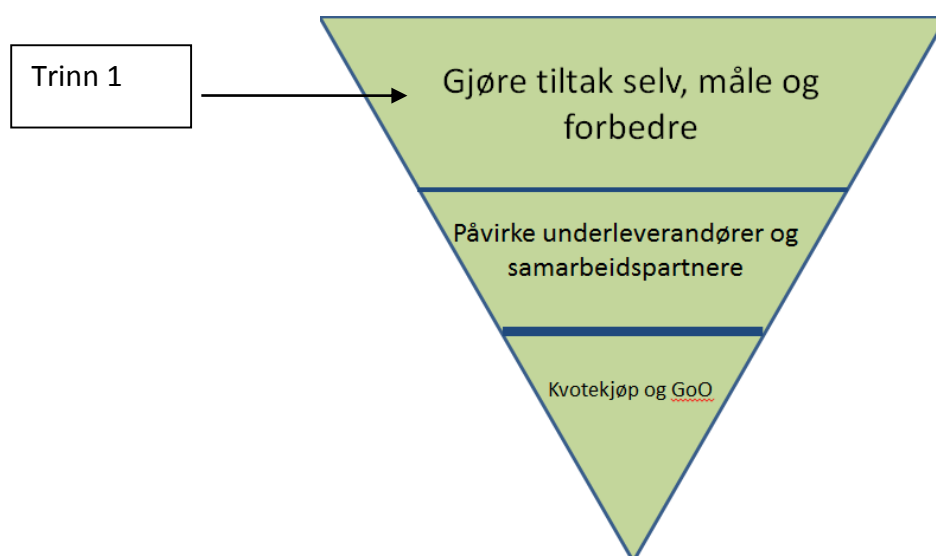 Trinn 1
Gjøre tiltak selv, måle og
forbedre
Påvirke underleverandører og
samarbeidspartnere
Kvotekjøp og GoO